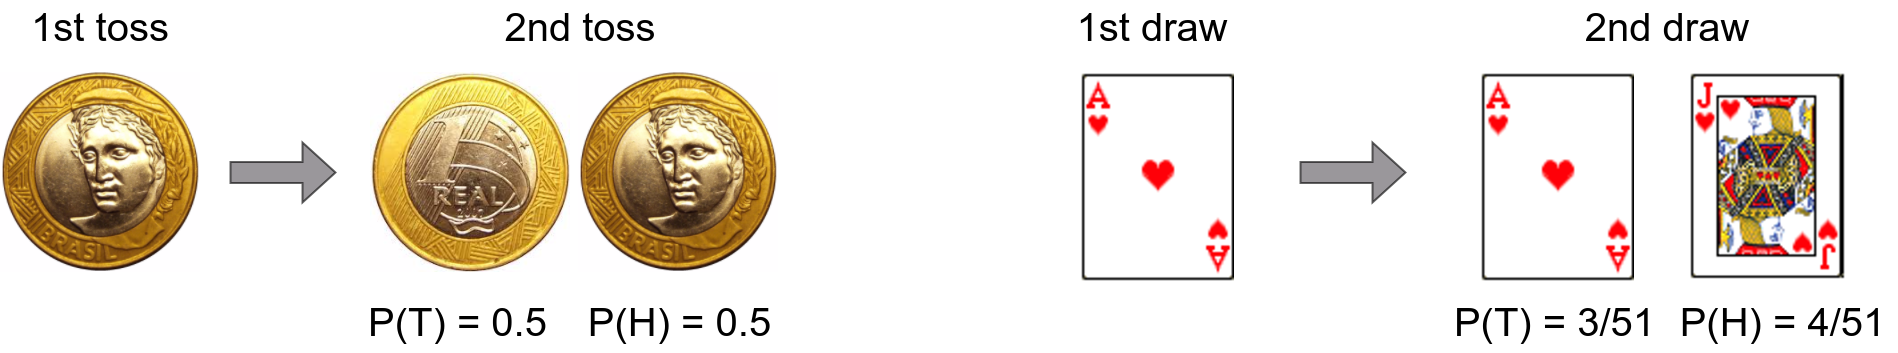 1st toss
2nd toss
BRASIL
REAL
BRASIL
P(T) = 0.5
P(H) = 0.5
1st draw
2nd draw
A
A
A
A
J
J
P(T) = 3/51
P(H) = 4/51